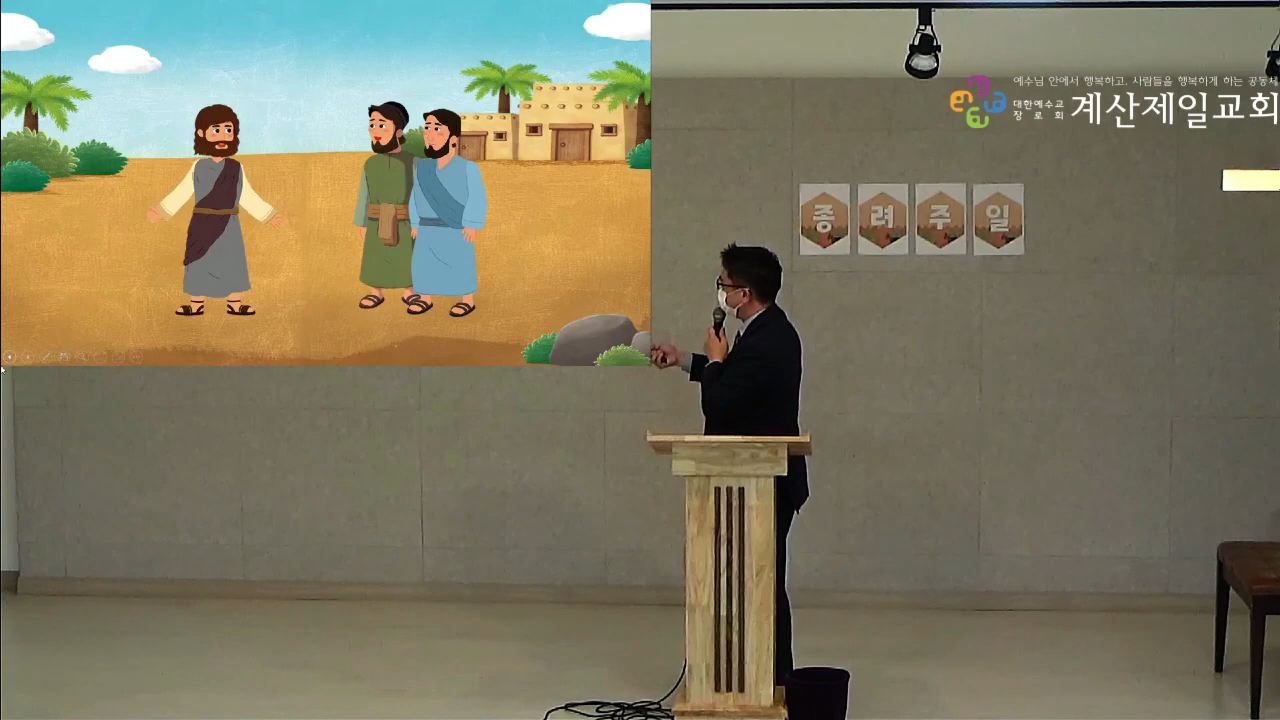 예수님 안에서 행복하고, 사람들을 행복하게 하는 공동체
대한예수교
장로회
계산제일교회
종려주일